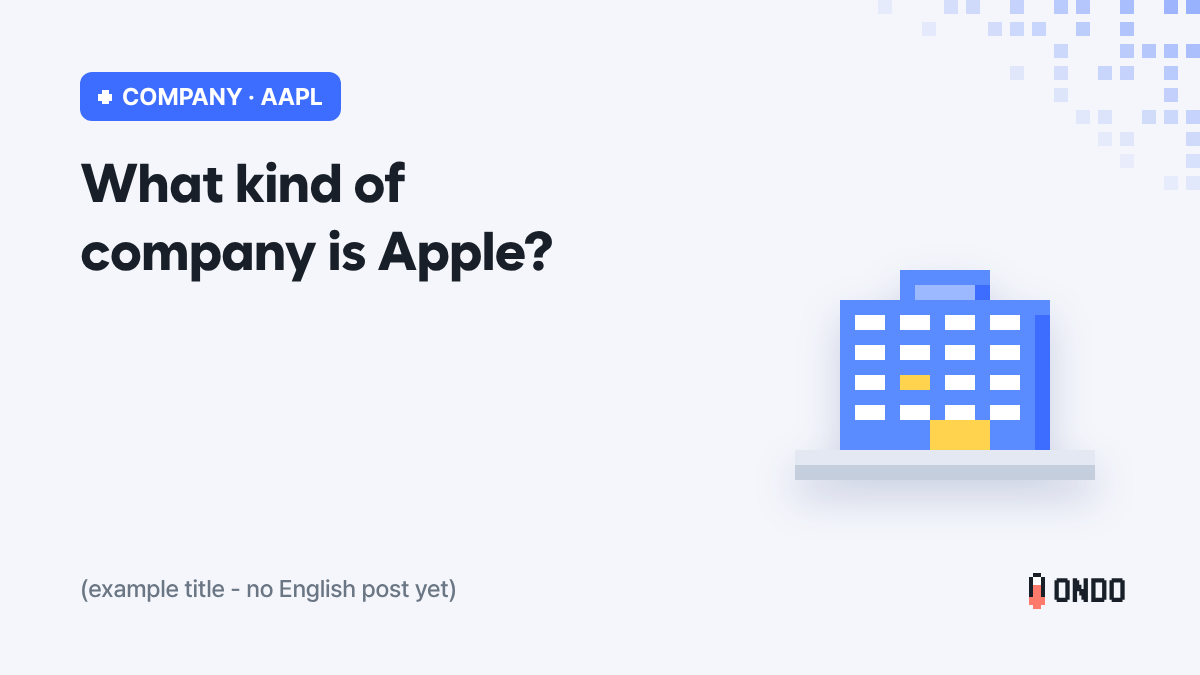 COMPANY · AAPL
What kind of
company is Apple?
(example title - no English post yet)
ONDO